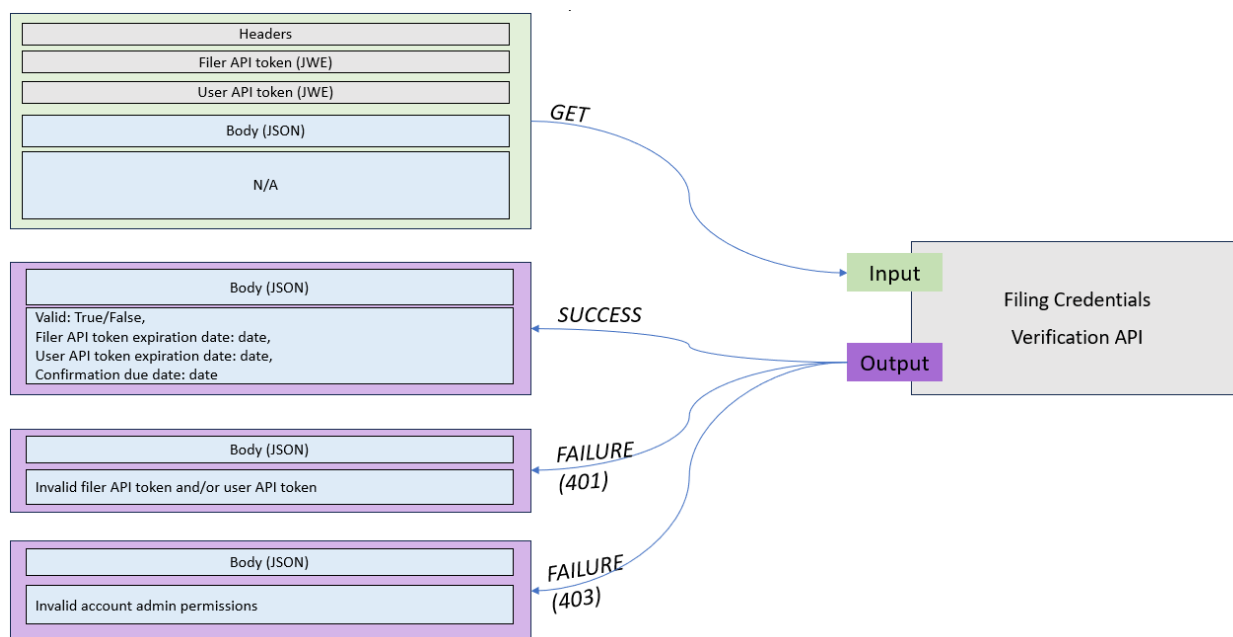 Headers
Filer API token (JWE)
User API token (JWE)
Body (JSON)
N/A
GET
Input
Filing Credentials
Verification API
Output
SUCCESS
Body (JSON)
Valid: True/False,
Filer API token expiration date: date,
User API token expiration date: date,
Confirmation due date: date
FAILURE
(401)
Body (JSON)
Invalid filer API token and/or user API token
FAILURE
(403)
Body (JSON)
Invalid account admin permissions